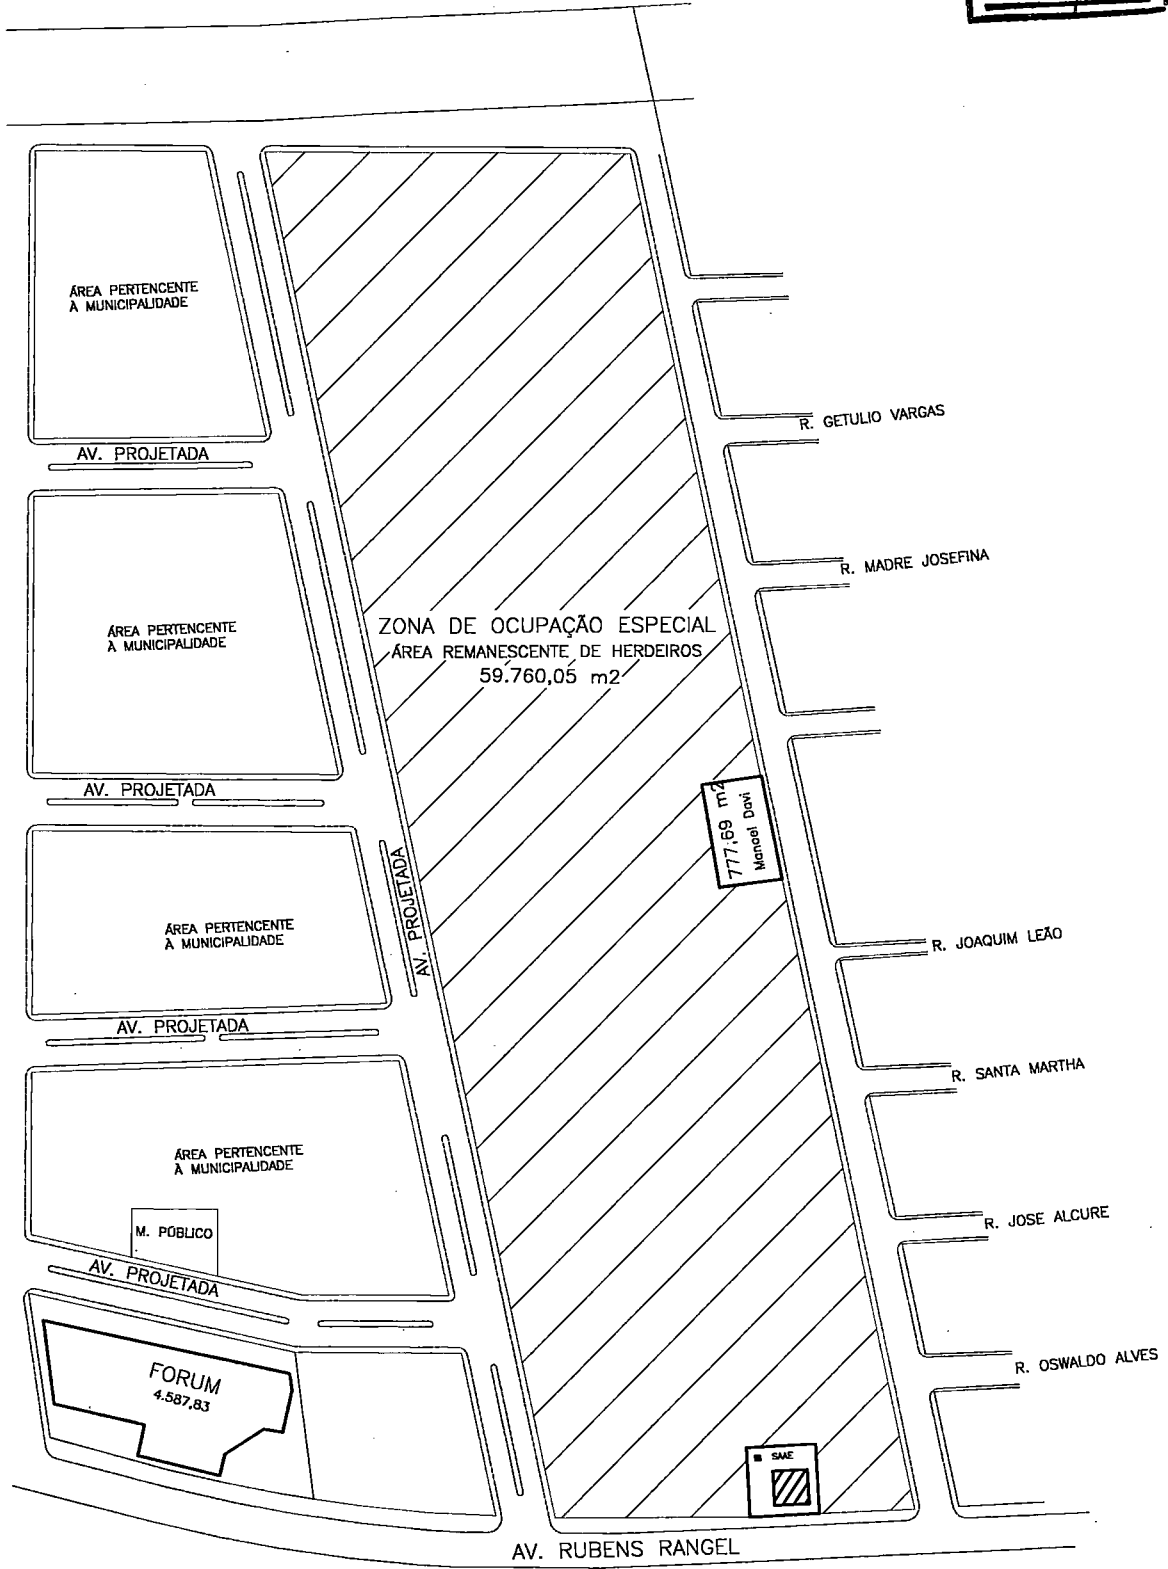 ÁREA PERTENCENTE
À MUNICIPALIDADE
R. GETULIO VARGAS
AV. PROJETADA
R. MADRE JOSEFINA
ZONA DE OCUPAÇÃO ESPECIAL
ÁREA REMANESCENTE DE HERDEIROS
59.760,05 m2
ÁREA PERTENCENTE
À MUNICIPALIDADE
AV. PROJETADA
777,69 m2
Manoel Davi
AV. PROJETADA
ÁREA PERTENCENTE
À MUNICIPALIDADE
R. JOAQUIM LEÃO
AV. PROJETADA
R. SANTA MARTHA
ÁREA PERTENCENTE
À MUNICIPALIDADE
M. PÚBLICO
R. JOSE ALCURE
AV. PROJETADA
R. OSWALDO ALVES
FORUM
4.587,83
SAAE
AV. RUBENS RANGEL